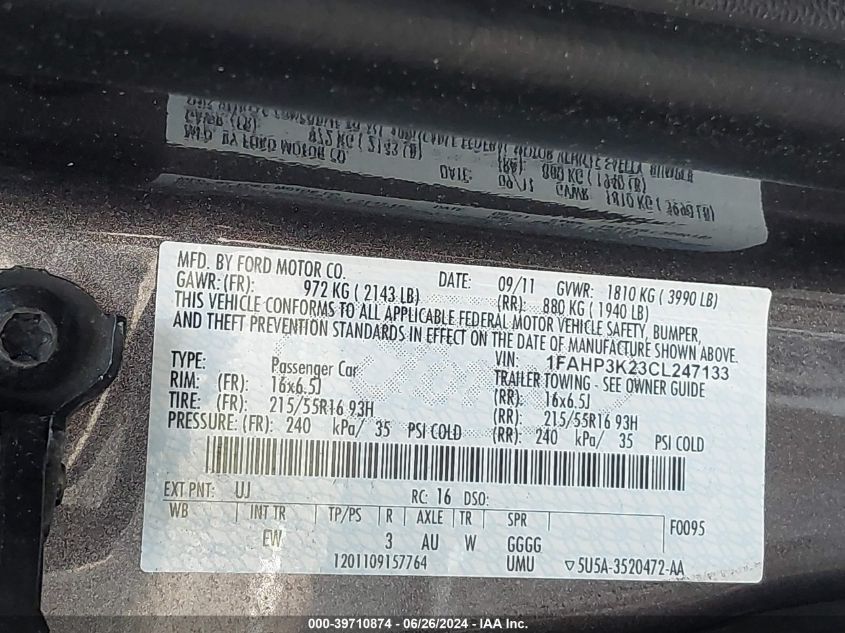 MFD. BY FORD MOTOR CO. DATE: 09/11 GVWR: 1810 KG ( 3990 LB)
GAWR: (FR): 972 KG ( 2143 LB) (RR): 880 KG ( 1940 LB)
THIS VEHICLE CONFORMS TO ALL APPLICABLE FEDERAL MOTOR VEHICLE SAFETY, BUMPER,
AND THEFT PREVENTION STANDARDS IN EFFECT ON THE DATE OF MANUFACTURE SHOWN ABOVE.
VIN: 1FAHP3K23CL247133
TYPE: Passenger Car TRAILER TOWING - SEE OWNER GUIDE
RIM: (FR): 16x6.5J (RR): 16x6.5J
TIRE: (FR): 215/55R16 93H (RR): 215/55R16 93H
PRESSURE: (FR): 240 kPa/ 35 PSI COLD (RR): 240 kPa/ 35 PSI COLD
EXT PNT: UJ RC: 16 DSO:
WB INT TR TP/PS R AXLE TR SPR F0095
EW 3 AU W GGGG
1201109157764 UMU ▽5U5A-3520472-AA
000-39710874 - 06/26/2024 - IAA Inc.